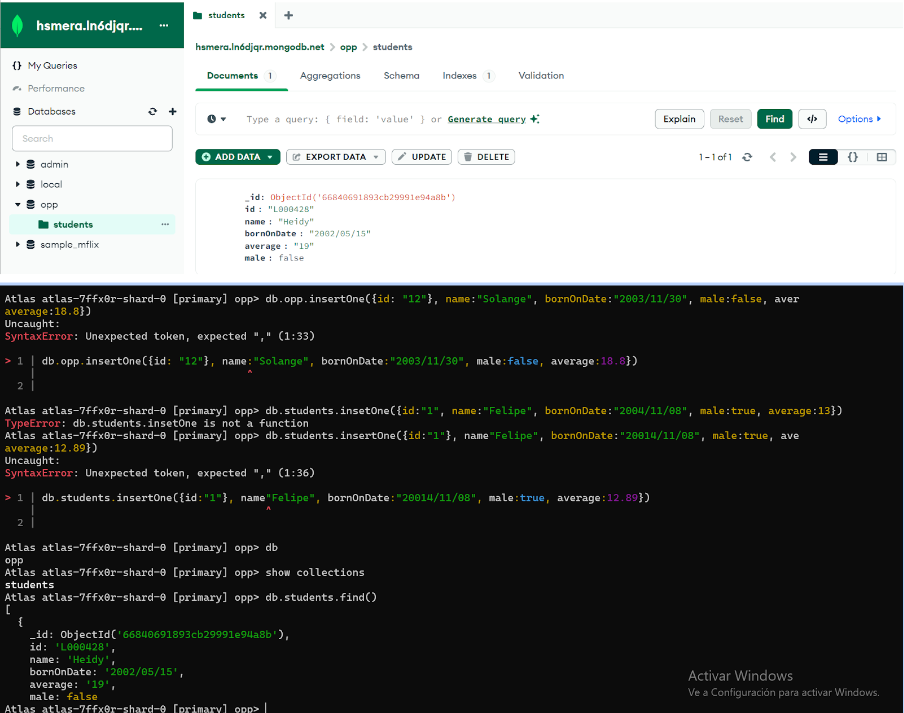 hsmera.ln6djqr.... ...
students
hsmera.ln6djqr.mongodb.net > opp > students
{} My Queries
Performance
Databases
Search
admin
local
opp
students ...
sample_mflix
Documents 1 Aggregations Schema Indexes 1 Validation
Type a query: { field: 'value' } or Generate query
Explain Reset Find </> Options
ADD DATA EXPORT DATA UPDATE DELETE
1 – 1 of 1 {}
_id: ObjectId('66840691893cb29991e94a8b')
id : "L000428"
name : "Heidy"
bornOnDate : "2002/05/15"
average : "19"
male : false
Atlas atlas-7ffx0r-shard-0 [primary] opp> db.opp.insertOne({id: "12"}, name:"Solange", bornOnDate:"2003/11/30", male:false, aver
average:18.8})
Uncaught:
SyntaxError: Unexpected token, expected "," (1:33)
> 1 | db.opp.insertOne({id: "12"}, name:"Solange", bornOnDate:"2003/11/30", male:false, average:18.8})
| ^
2 |
Atlas atlas-7ffx0r-shard-0 [primary] opp> db.students.insetOne({id:"1", name:"Felipe", bornOnDate:"2004/11/08", male:true, average:13})
TypeError: db.students.insetOne is not a function
Atlas atlas-7ffx0r-shard-0 [primary] opp> db.students.insertOne({id:"1"}, name"Felipe", bornOnDate:"20014/11/08", male:true, ave
average:12.89})
Uncaught:
SyntaxError: Unexpected token, expected "," (1:36)
> 1 | db.students.insertOne({id:"1"}, name"Felipe", bornOnDate:"20014/11/08", male:true, average:12.89})
| ^
2 |
Atlas atlas-7ffx0r-shard-0 [primary] opp> db
opp
Atlas atlas-7ffx0r-shard-0 [primary] opp> show collections
students
Atlas atlas-7ffx0r-shard-0 [primary] opp> db.students.find()
[
{
_id: ObjectId('66840691893cb29991e94a8b'),
id: 'L000428',
name: 'Heidy',
bornOnDate: '2002/05/15',
average: '19',
male: false
Atlas atlas-7ffx0r-shard-0 [primary] opp>
Activar Windows
Ve a Configuración para activar Windows.